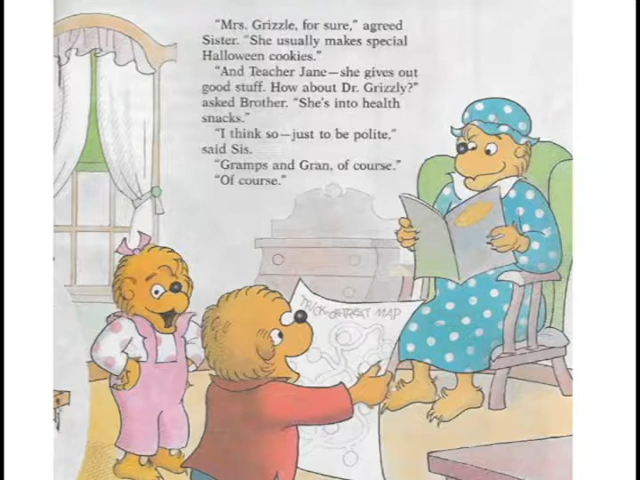 "Mrs. Grizzle, for sure," agreed
Sister. "She usually makes special
Halloween cookies."
"And Teacher Jane—she gives out
good stuff. How about Dr. Grizzly?"
asked Brother. "She's into health
snacks."
"I think so—just to be polite,"
said Sis.
"Gramps and Gran, of course."
"Of course."
TRICK-OR-TREAT MAP